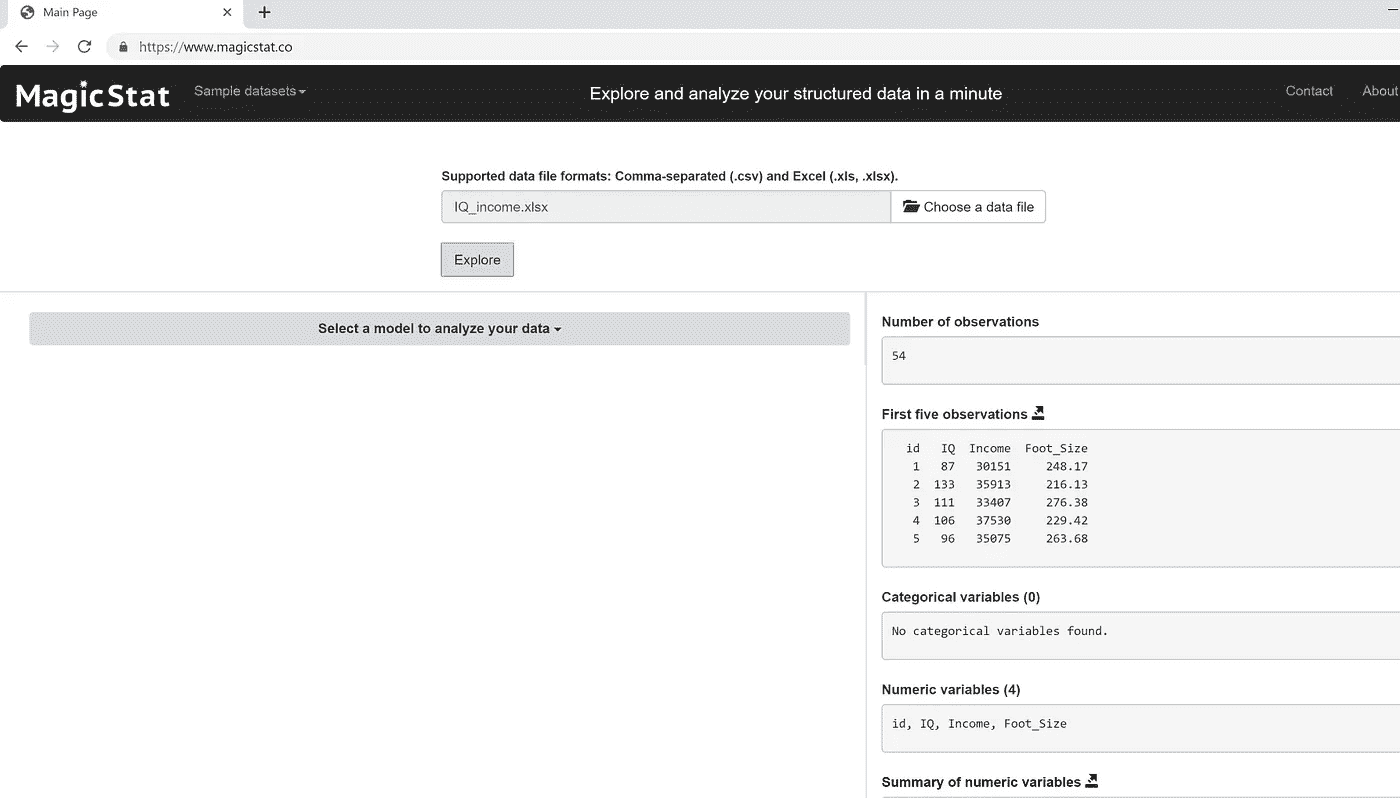 Main Page
https://www.magicstat.co
MagicStat Sample datasets Explore and analyze your structured data in a minute Contact About
Supported data file formats: Comma-separated (.csv) and Excel (.xls, .xlsx).
IQ_income.xlsx Choose a data file
Explore
Select a model to analyze your data
Number of observations
54
First five observations
id IQ Income Foot_Size
1 87 30151 248.17
2 133 35913 216.13
3 111 33407 276.38
4 106 37530 229.42
5 96 35075 263.68
Categorical variables (0)
No categorical variables found.
Numeric variables (4)
id, IQ, Income, Foot_Size
Summary of numeric variables